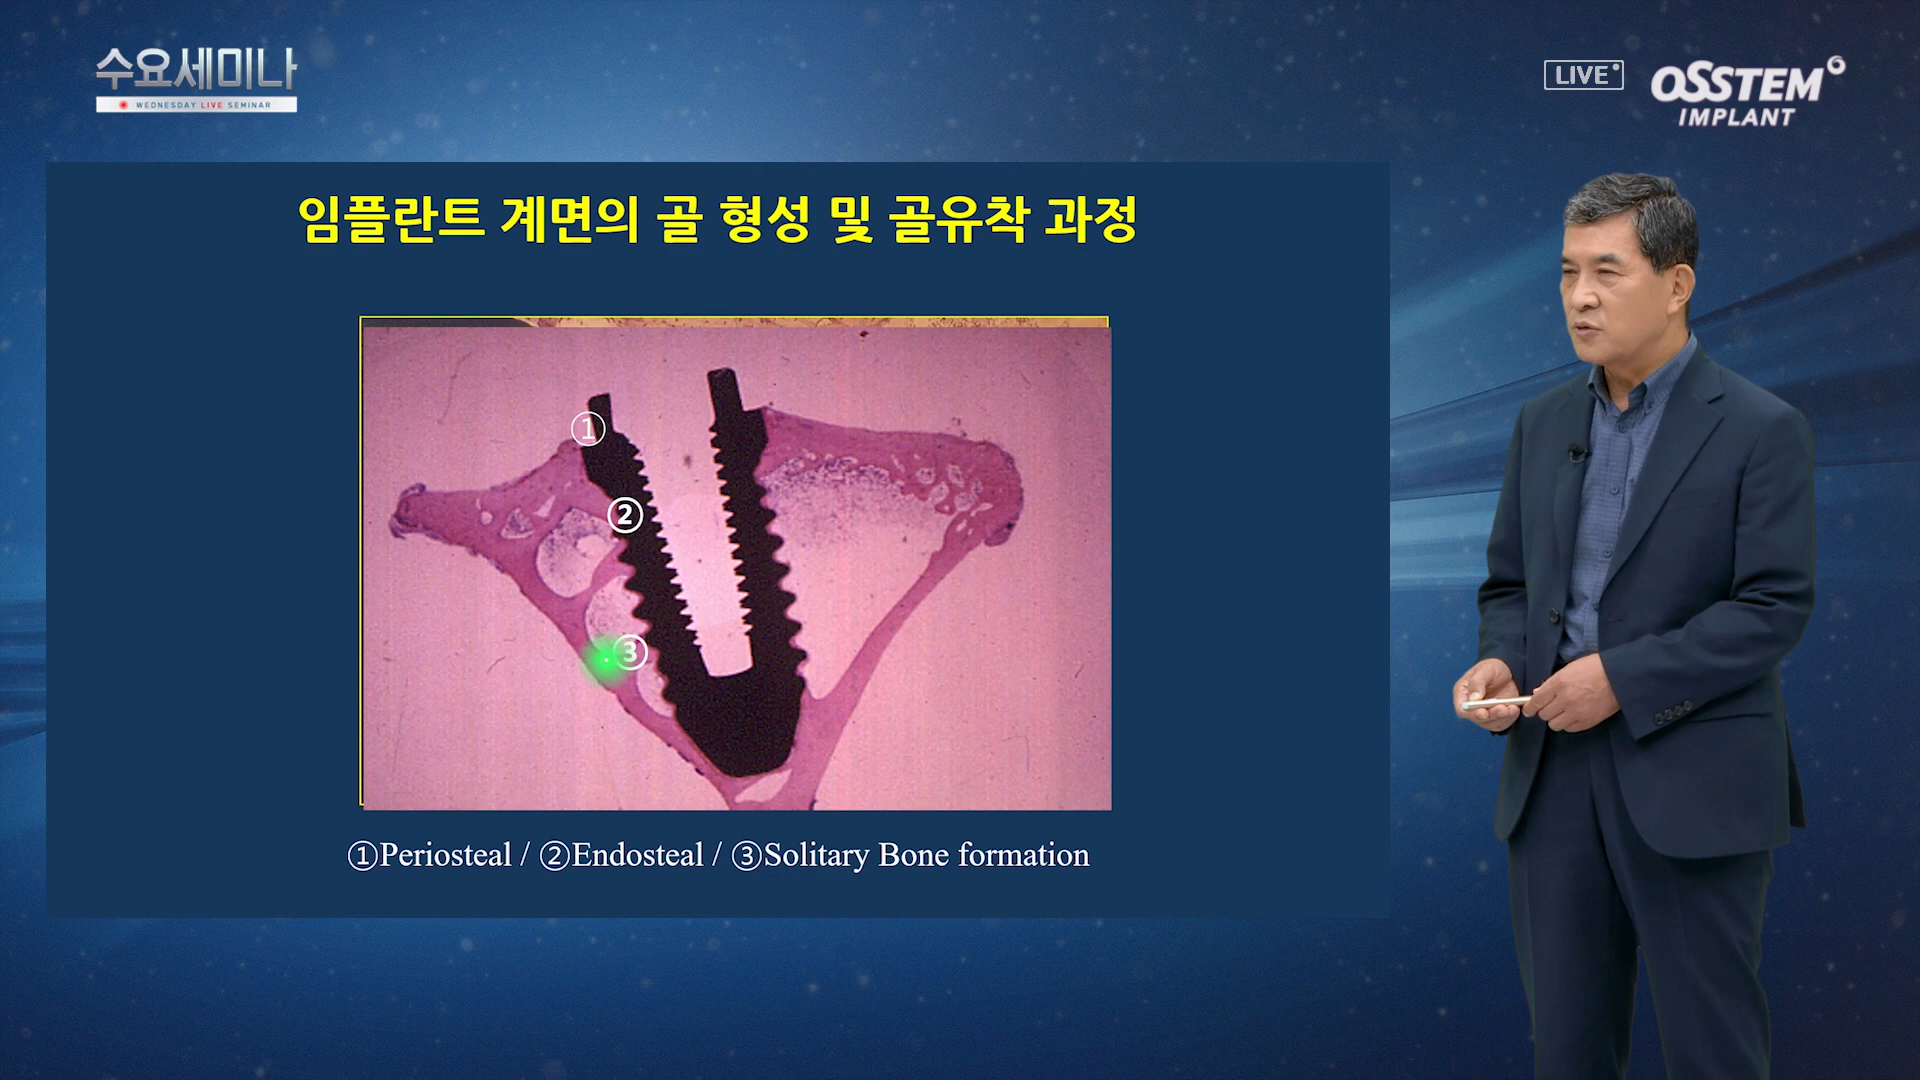 수요세미나
WEDNESDAY LIVE SEMINAR
LIVE
OSSTEM
IMPLANT
임플란트 계면의 골 형성 및 골유착 과정
①
②
③
①Periosteal / ②Endosteal / ③Solitary Bone formation